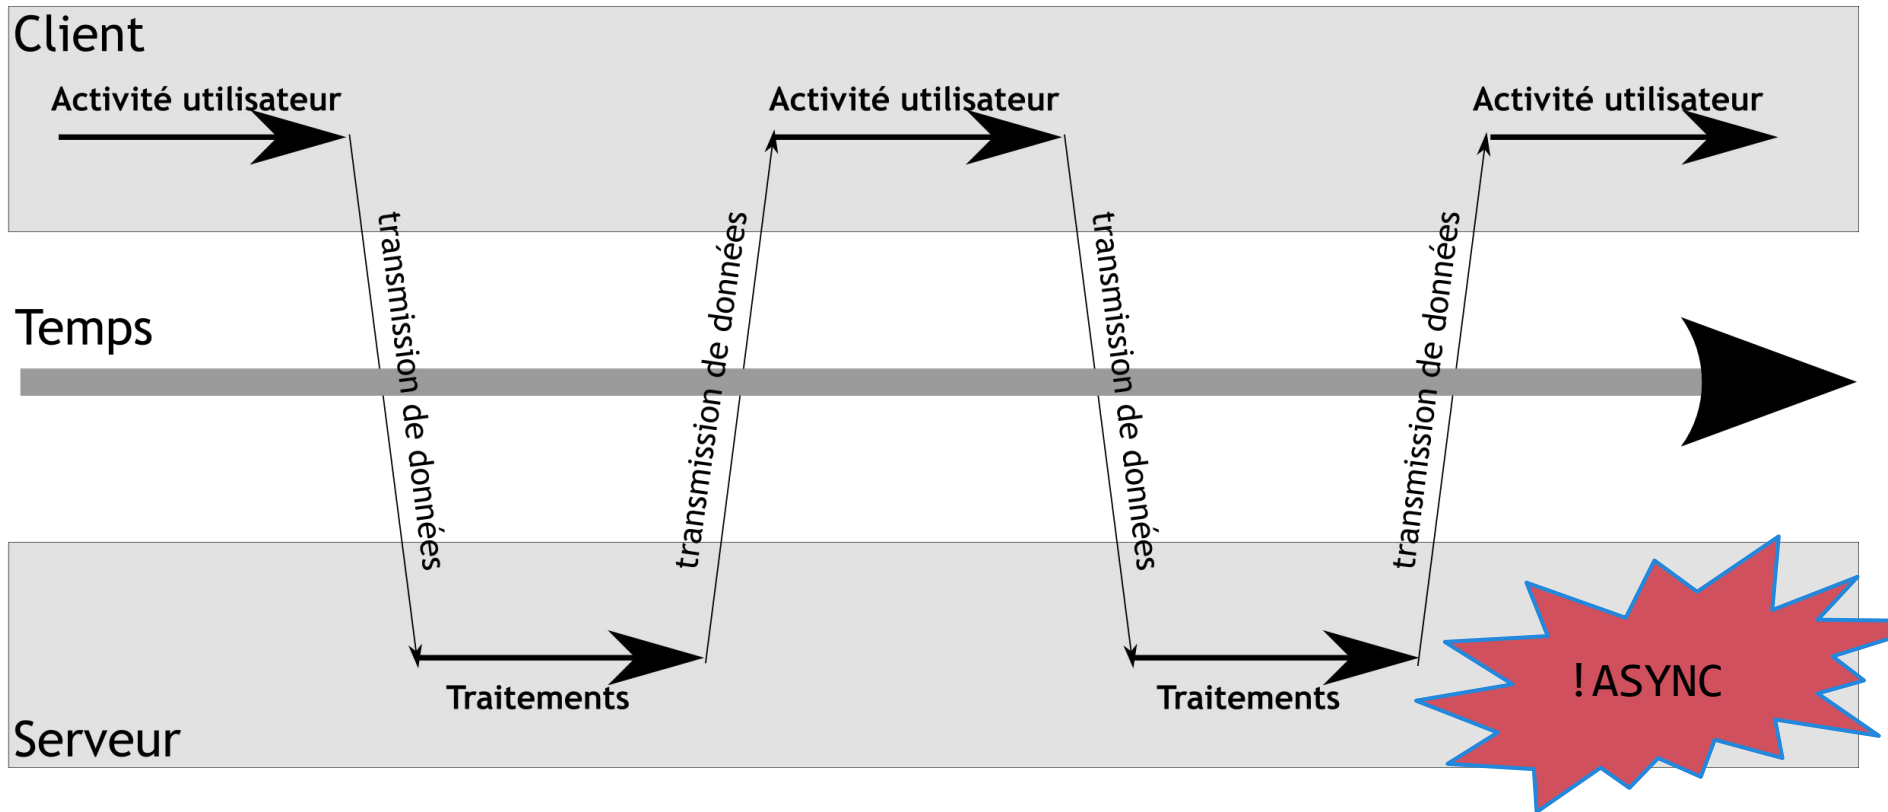 Client
Activité utilisateur
Activité utilisateur
Activité utilisateur
transmission de données
transmission de données
transmission de données
transmission de données
Temps
Traitements
Traitements
!ASYNC
Serveur